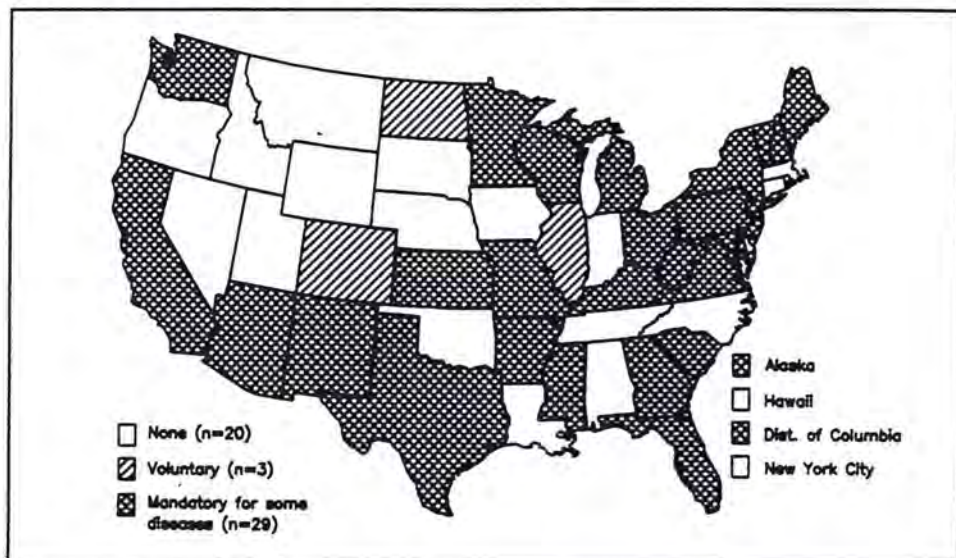 None (n=20)
Voluntary (n=3)
Mandatory for some
diseases (n=29)
Alaska
Hawaii
Dist. of Columbia
New York City